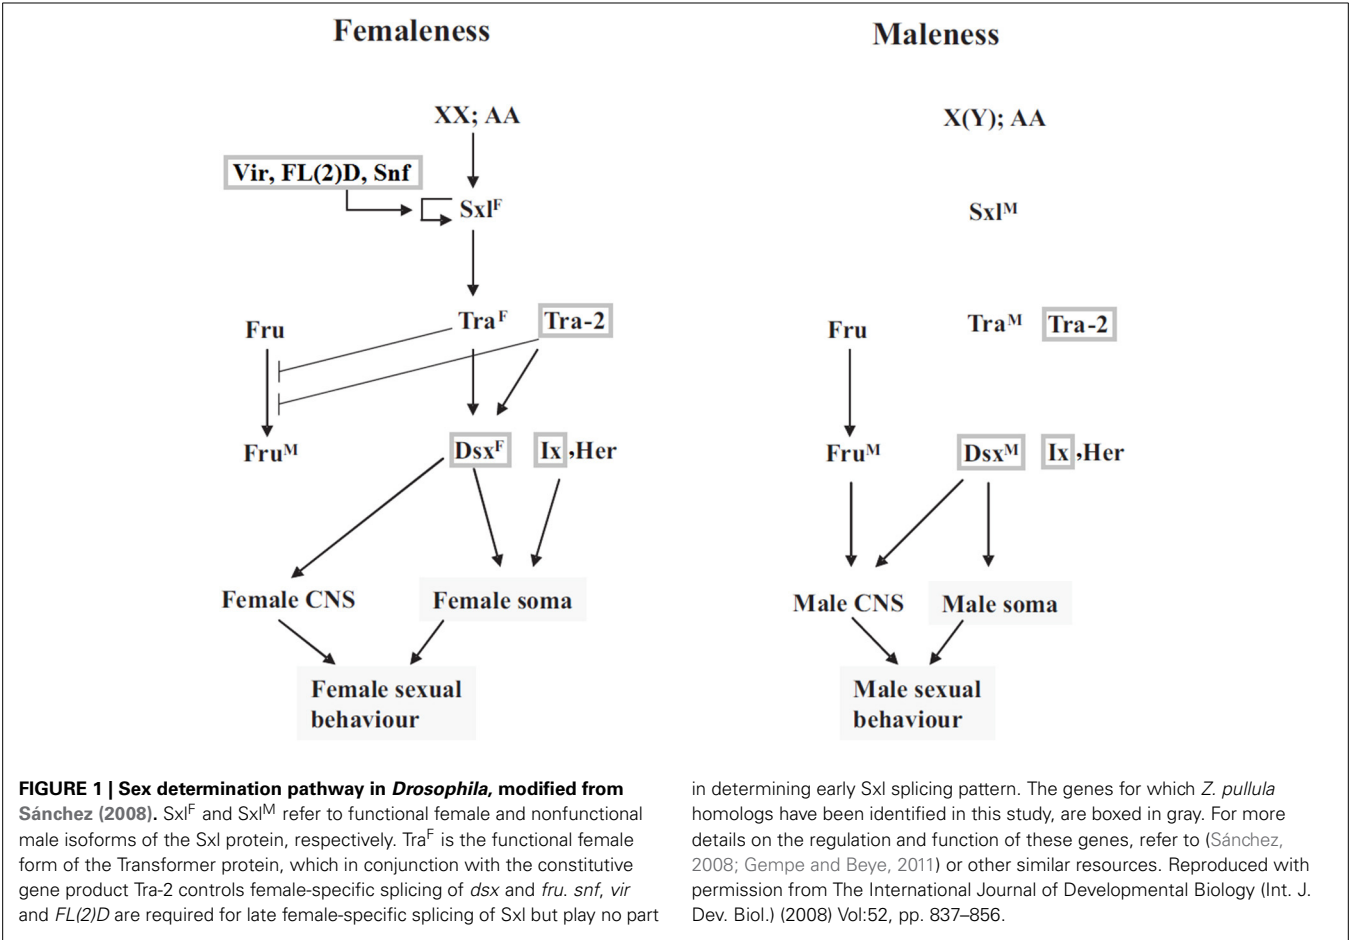 Femaleness
XX; AA
Vir, FL(2)D, Snf
Sxlᶠ
Fru
Traᶠ
Tra-2
Fruᴹ
Dsxᶠ
Ix ,Her
Female CNS
Female soma
Female sexual
behaviour
Maleness
X(Y); AA
Sxlᴹ
Fru
Traᴹ
Tra-2
Fruᴹ
Dsxᴹ
Ix ,Her
Male CNS
Male soma
Male sexual
behaviour
FIGURE 1 | Sex determination pathway in Drosophila, modified from
Sánchez (2008). Sxlᶠ and Sxlᴹ refer to functional female and nonfunctional
male isoforms of the Sxl protein, respectively. Traᶠ is the functional female
form of the Transformer protein, which in conjunction with the constitutive
gene product Tra-2 controls female-specific splicing of dsx and fru. snf, vir
and FL(2)D are required for late female-specific splicing of Sxl but play no part
in determining early Sxl splicing pattern. The genes for which Z. pullula
homologs have been identified in this study, are boxed in gray. For more
details on the regulation and function of these genes, refer to (Sánchez,
2008; Gempe and Beye, 2011) or other similar resources. Reproduced with
permission from The International Journal of Developmental Biology (Int. J.
Dev. Biol.) (2008) Vol:52, pp. 837–856.